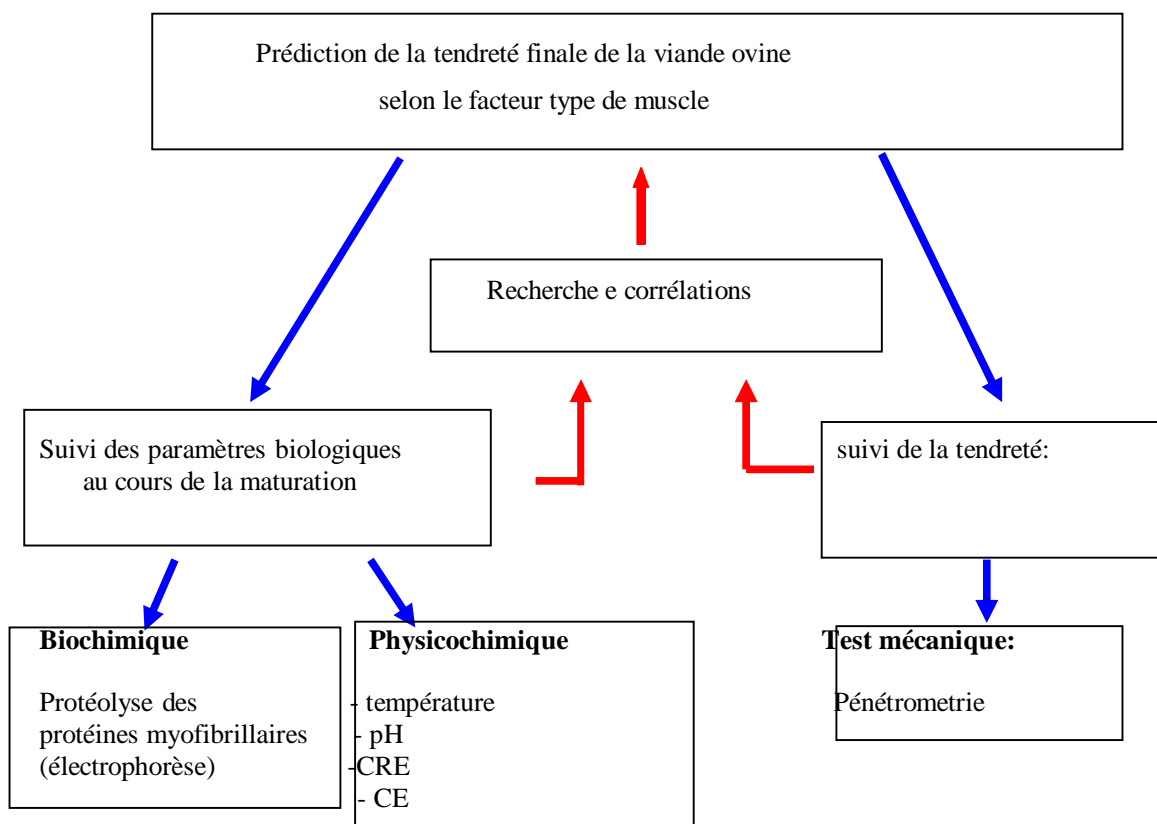 Prédiction de la tendreté finale de la viande ovine
selon le facteur type de muscle
Recherche e corrélations
Suivi des paramètres biologiques
au cours de la maturation
suivi de la tendreté:
Biochimique
Protéolyse des
protéines myofibrillaires
(électrophorèse)
Physicochimique
- température
- pH
-CRE
- CE
Test mécanique:
Pénétrometrie